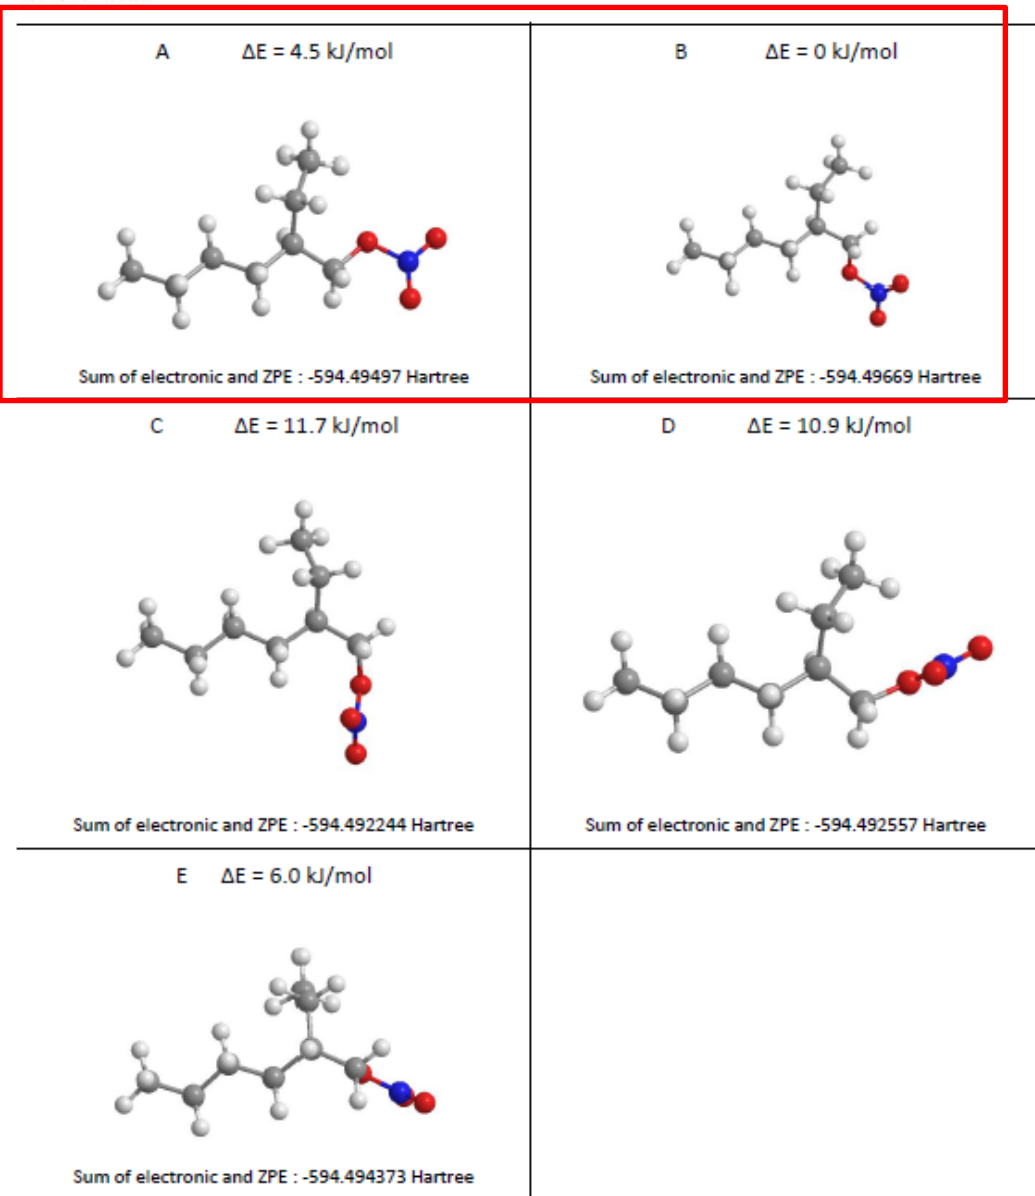 A ΔE = 4.5 kJ/mol
B ΔE = 0 kJ/mol
Sum of electronic and ZPE : -594.49497 Hartree
Sum of electronic and ZPE : -594.49669 Hartree
C ΔE = 11.7 kJ/mol
D ΔE = 10.9 kJ/mol
Sum of electronic and ZPE : -594.492244 Hartree
Sum of electronic and ZPE : -594.492557 Hartree
E ΔE = 6.0 kJ/mol
Sum of electronic and ZPE : -594.494373 Hartree